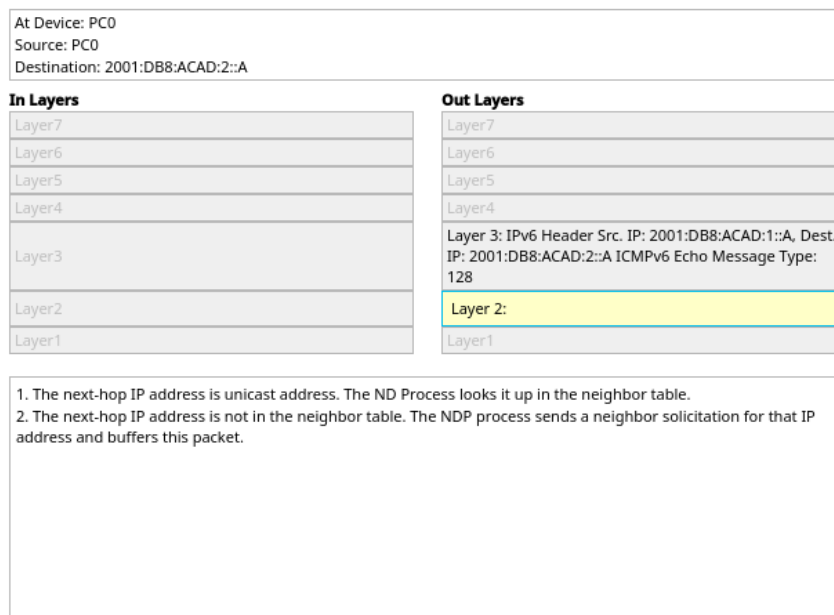 At Device: PC0
Source: PC0
Destination: 2001:DB8:ACAD:2::A
In Layers
Layer7
Layer6
Layer5
Layer4
Layer3
Layer2
Layer1
Out Layers
Layer7
Layer6
Layer5
Layer4
Layer 3: IPv6 Header Src. IP: 2001:DB8:ACAD:1::A, Dest.
IP: 2001:DB8:ACAD:2::A ICMPv6 Echo Message Type:
128
Layer 2:
Layer1
1. The next-hop IP address is unicast address. The ND Process looks it up in the neighbor table.
2. The next-hop IP address is not in the neighbor table. The NDP process sends a neighbor solicitation for that IP
address and buffers this packet.